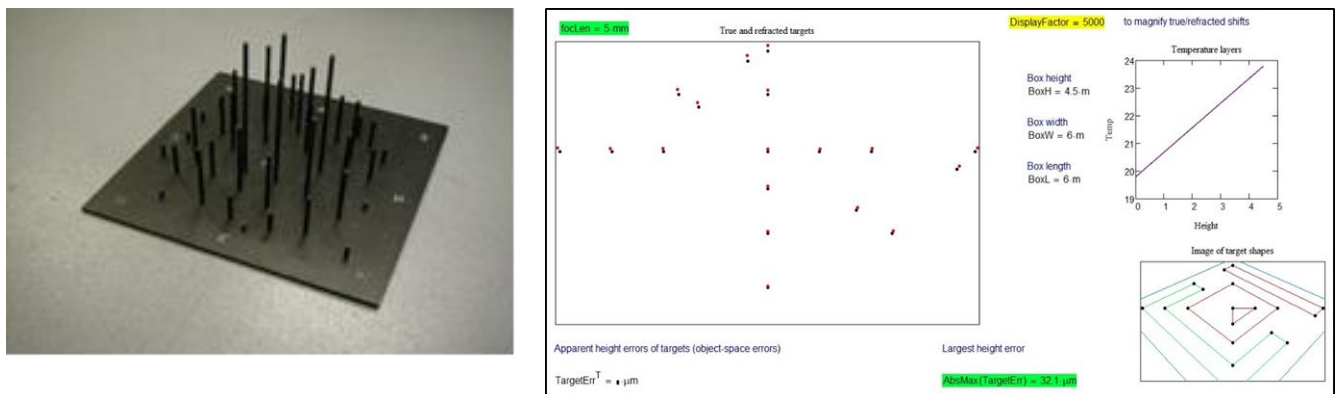 focLen = 5·mm
True and refracted targets
DisplayFactor = 5000 to magnify true/refracted shifts
Temperature layers
24
23
22
21
20
19
Temp
0 1 2 3 4 5
Height
Box height
BoxH = 4.5·m
Box width
BoxW = 6·m
Box length
BoxL = 6·m
Image of target shapes
Apparent height errors of targets (object-space errors)
Largest height error
TargetErrᵀ = ·μm
AbsMax(TargetErr) = 32.1·μm